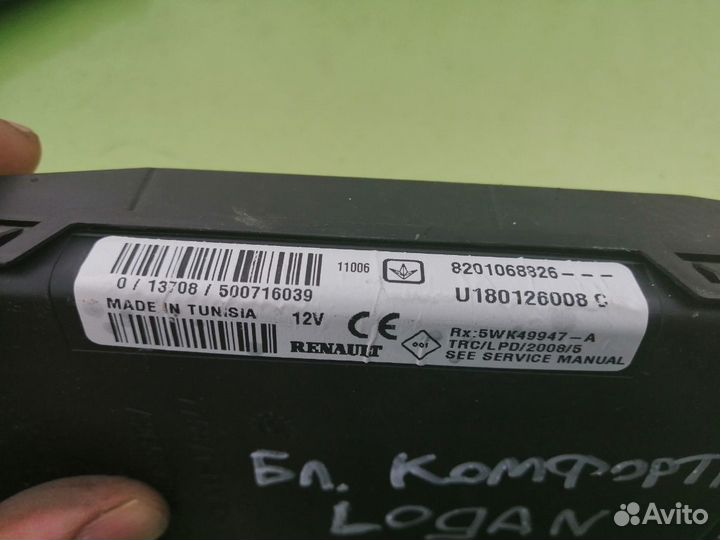 11006
8201068326---
0 / 13708 / 500716039
U180126008 C
MADE IN TUNISIA
12V
CE
RENAULT
001
Rx:5WK49947-A
TRC/LPD/2008/5
SEE SERVICE MANUAL
Бл. Комфорт
LOGAN
Avito